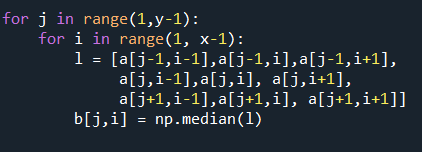 for j in range(1,y-1):
    for i in range(1, x-1):
        l = [a[j-1,i-1],a[j-1,i],a[j-1,i+1],
             a[j,i-1],a[j,i], a[j,i+1],
             a[j+1,i-1],a[j+1,i], a[j+1,i+1]]
        b[j,i] = np.median(l)